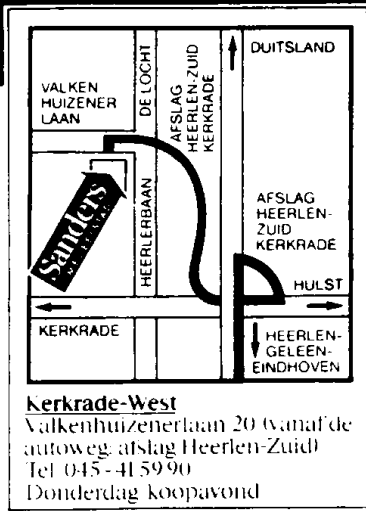 DUITSLAND
VALKEN
HUIZENER
LAAN
DE LOCHT
AFSLAG
HEERLEN-ZUID
KERKRADE
HEERLERBAAN
Sanders
AFSLAG
HEERLEN-
ZUID
KERKRADE
HULST
KERKRADE
HEERLEN-
GELEEN-
EINDHOVEN
Kerkrade-West
Valkenhuizenerlaan 20 (vanaf de
autoweg: afslag Heerlen-Zuid)
Tel. 045-415990
Donderdag koopavond